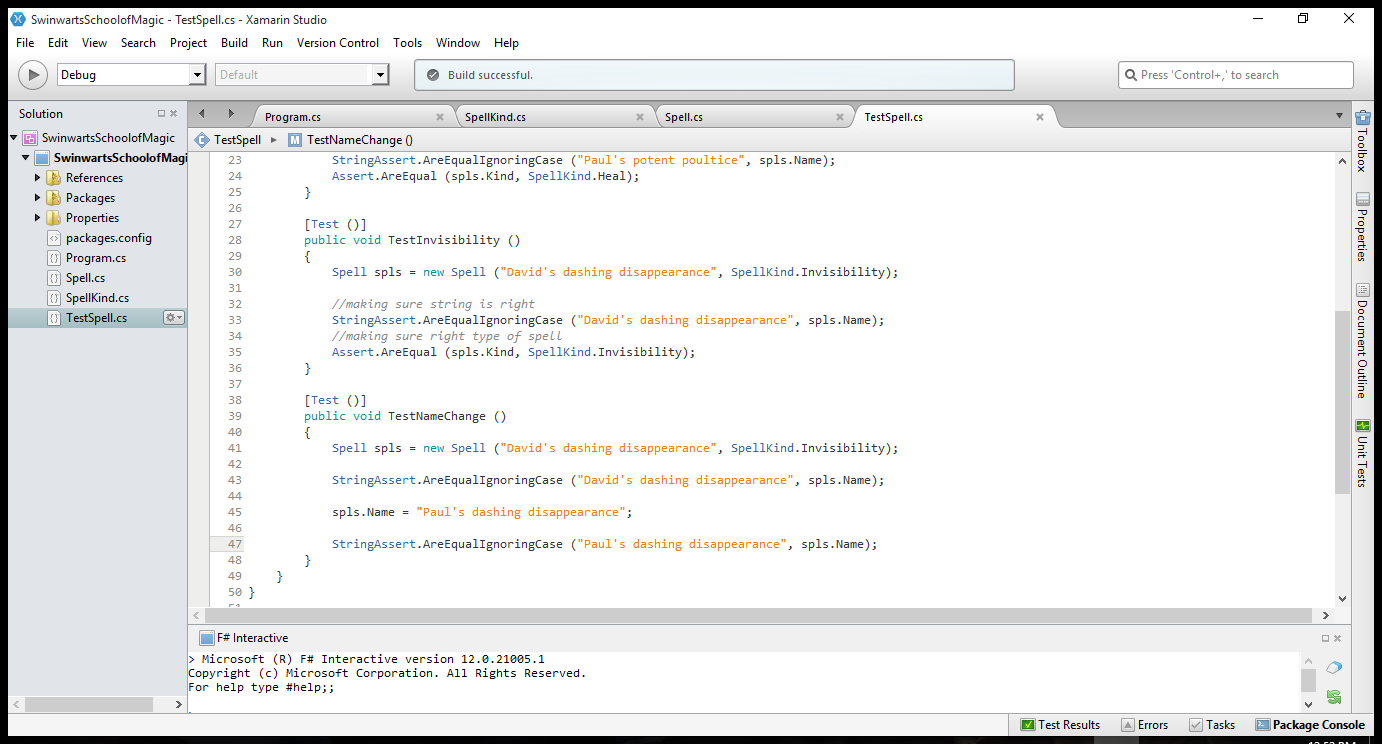 SwinwartsSchoolofMagic - TestSpell.cs - Xamarin Studio
File Edit View Search Project Build Run Version Control Tools Window Help
Debug Default Build successful. Press 'Control+,' to search
Solution
Program.cs SpellKind.cs Spell.cs TestSpell.cs
SwinwartsSchoolofMagic
SwinwartsSchoolofMagi
References
Packages
Properties
packages.config
Program.cs
Spell.cs
SpellKind.cs
TestSpell.cs
TestSpell TestNameChange ()
23 StringAssert.AreEqualIgnoringCase ("Paul's potent poultice", spls.Name);
24 Assert.AreEqual (spls.Kind, SpellKind.Heal);
25 }
26
27 [Test ()]
28 public void TestInvisibility ()
29 {
30 Spell spls = new Spell ("David's dashing disappearance", SpellKind.Invisibility);
31
32 //making sure string is right
33 StringAssert.AreEqualIgnoringCase ("David's dashing disappearance", spls.Name);
34 //making sure right type of spell
35 Assert.AreEqual (spls.Kind, SpellKind.Invisibility);
36 }
37
38 [Test ()]
39 public void TestNameChange ()
40 {
41 Spell spls = new Spell ("David's dashing disappearance", SpellKind.Invisibility);
42
43 StringAssert.AreEqualIgnoringCase ("David's dashing disappearance", spls.Name);
44
45 spls.Name = "Paul's dashing disappearance";
46
47 StringAssert.AreEqualIgnoringCase ("Paul's dashing disappearance", spls.Name);
48 }
49 }
50 }
Toolbox
Properties
Document Outline
Unit Tests
F# Interactive
> Microsoft (R) F# Interactive version 12.0.21005.1
Copyright (c) Microsoft Corporation. All Rights Reserved.
For help type #help;;
Test Results Errors Tasks Package Console